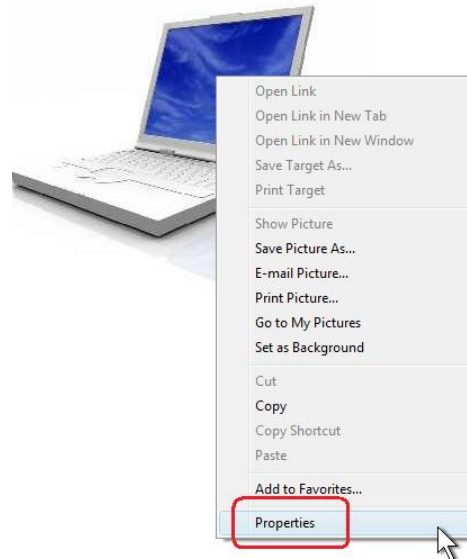 Open Link
Open Link in New Tab
Open Link in New Window
Save Target As...
Print Target
Show Picture
Save Picture As...
E-mail Picture...
Print Picture...
Go to My Pictures
Set as Background
Cut
Copy
Copy Shortcut
Paste
Add to Favorites...
Properties